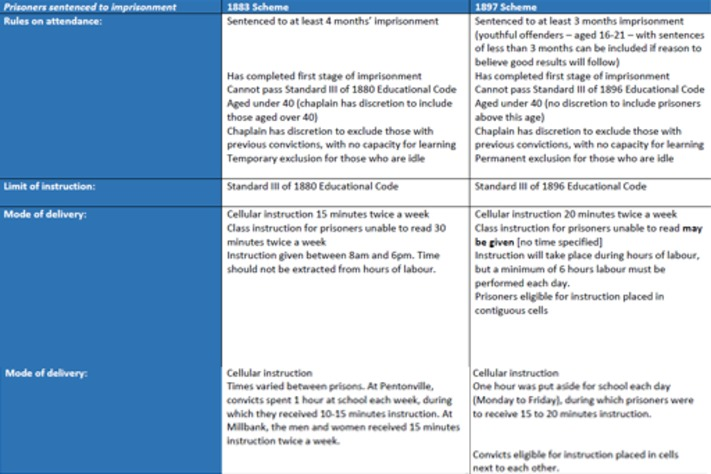 Prisoners sentenced to imprisonment
1883 Scheme
1897 Scheme
Rules on attendance:
Sentenced to at least 4 months' imprisonment
Has completed first stage of imprisonment
Cannot pass Standard III of 1880 Educational Code
Aged under 40 (chaplain has discretion to include
those aged over 40)
Chaplain has discretion to exclude those with
previous convictions, with no capacity for learning
Temporary exclusion for those who are idle
Sentenced to at least 3 months imprisonment
(youthful offenders – aged 16-21 – with sentences
of less than 3 months can be included if reason to
believe good results will follow)
Has completed first stage of imprisonment
Cannot pass Standard III of 1896 Educational Code
Aged under 40 (no discretion to include prisoners
above this age)
Chaplain has discretion to exclude those with
previous convictions, with no capacity for learning
Permanent exclusion for those who are idle
Limit of instruction:
Standard III of 1880 Educational Code
Standard III of 1896 Educational Code
Mode of delivery:
Cellular instruction 15 minutes twice a week
Class instruction for prisoners unable to read 30
minutes twice a week
Instruction given between 8am and 6pm. Time
should not be extracted from hours of labour.
Cellular instruction 20 minutes twice a week
Class instruction for prisoners unable to read may
be given [no time specified]
Instruction will take place during hours of labour,
but a minimum of 6 hours labour must be
performed each day.
Prisoners eligible for instruction placed in
contiguous cells
Mode of delivery:
Cellular instruction
Times varied between prisons. At Pentonville,
convicts spent 1 hour at school each week, during
which they received 10-15 minutes instruction. At
Millbank, the men and women received 15 minutes
instruction twice a week.
Cellular instruction
One hour was put aside for school each day
(Monday to Friday), during which prisoners were
to receive 15 to 20 minutes instruction.
Convicts eligible for instruction placed in cells
next to each other.